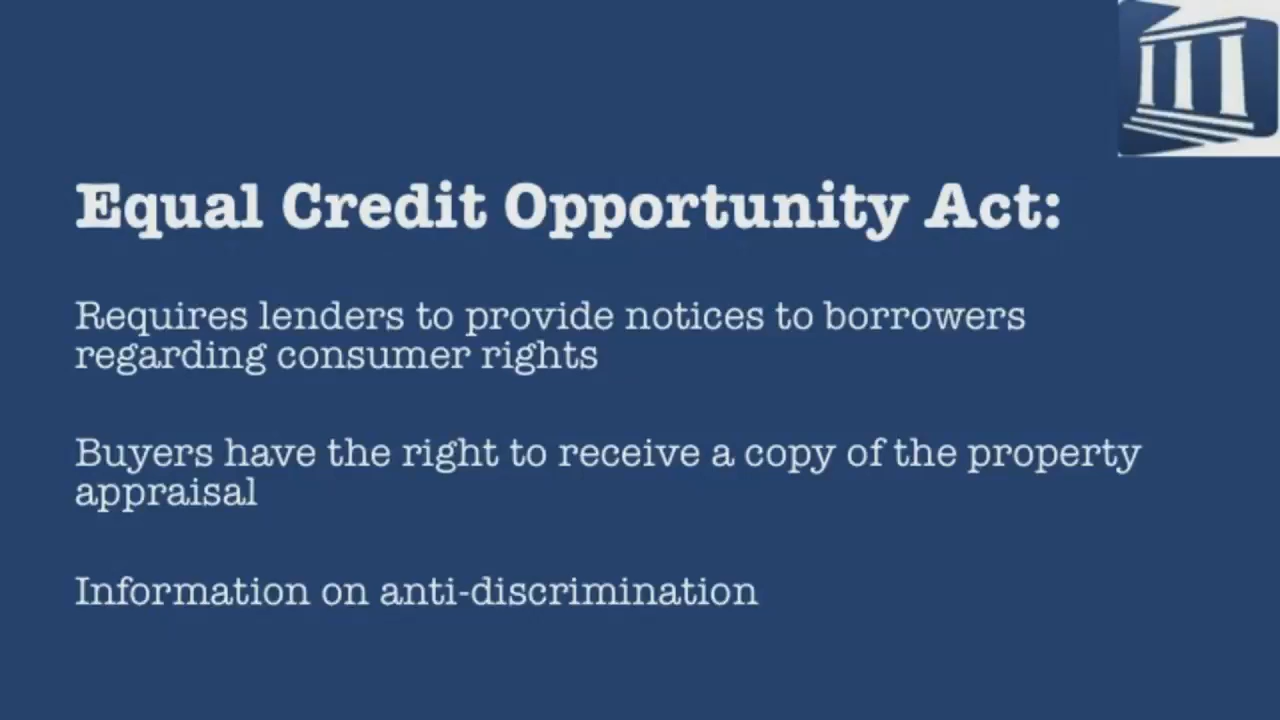 Equal Credit Opportunity Act:
Requires lenders to provide notices to borrowers
regarding consumer rights
Buyers have the right to receive a copy of the property
appraisal
Information on anti-discrimination